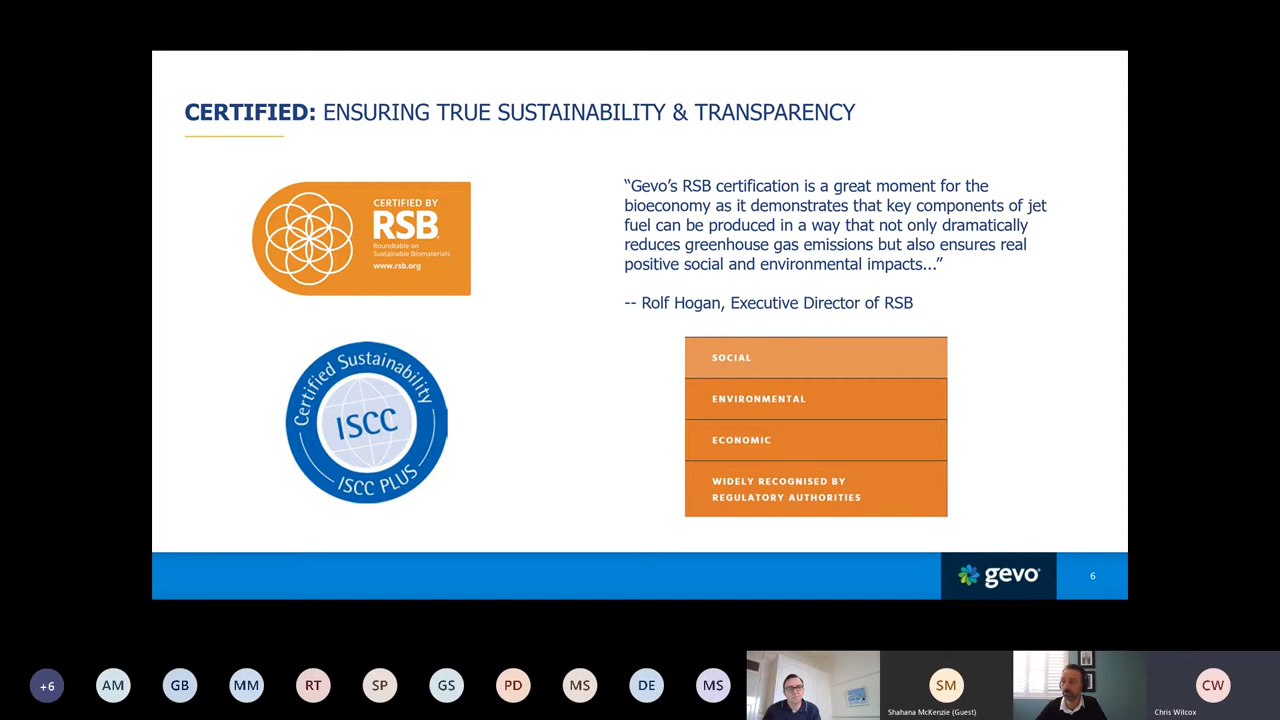 CERTIFIED: ENSURING TRUE SUSTAINABILITY & TRANSPARENCY
CERTIFIED BY
RSB
Roundtable on
Sustainable Biomaterials
www.rsb.org
Certified Sustainability
ISCC
ISCC PLUS
“Gevo’s RSB certification is a great moment for the
bioeconomy as it demonstrates that key components of jet
fuel can be produced in a way that not only dramatically
reduces greenhouse gas emissions but also ensures real
positive social and environmental impacts...”
-- Rolf Hogan, Executive Director of RSB
SOCIAL
ENVIRONMENTAL
ECONOMIC
WIDELY RECOGNISED BY
REGULATORY AUTHORITIES
gevo®
6
+6
AM
GB
MM
RT
SP
GS
PD
MS
DE
MS
SM
Shahana McKenzie (Guest)
CW
Chris Wilcox